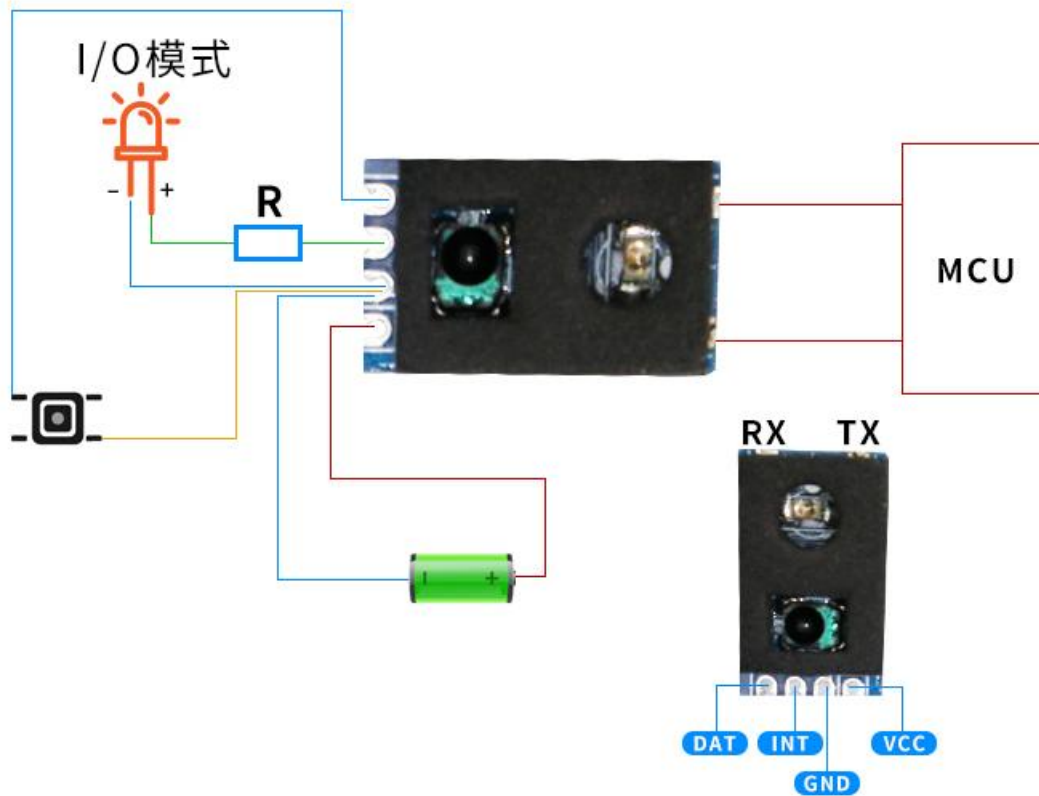 I/O模式
- +
R
MCU
- +
RX TX
DAT INT VCC
GND